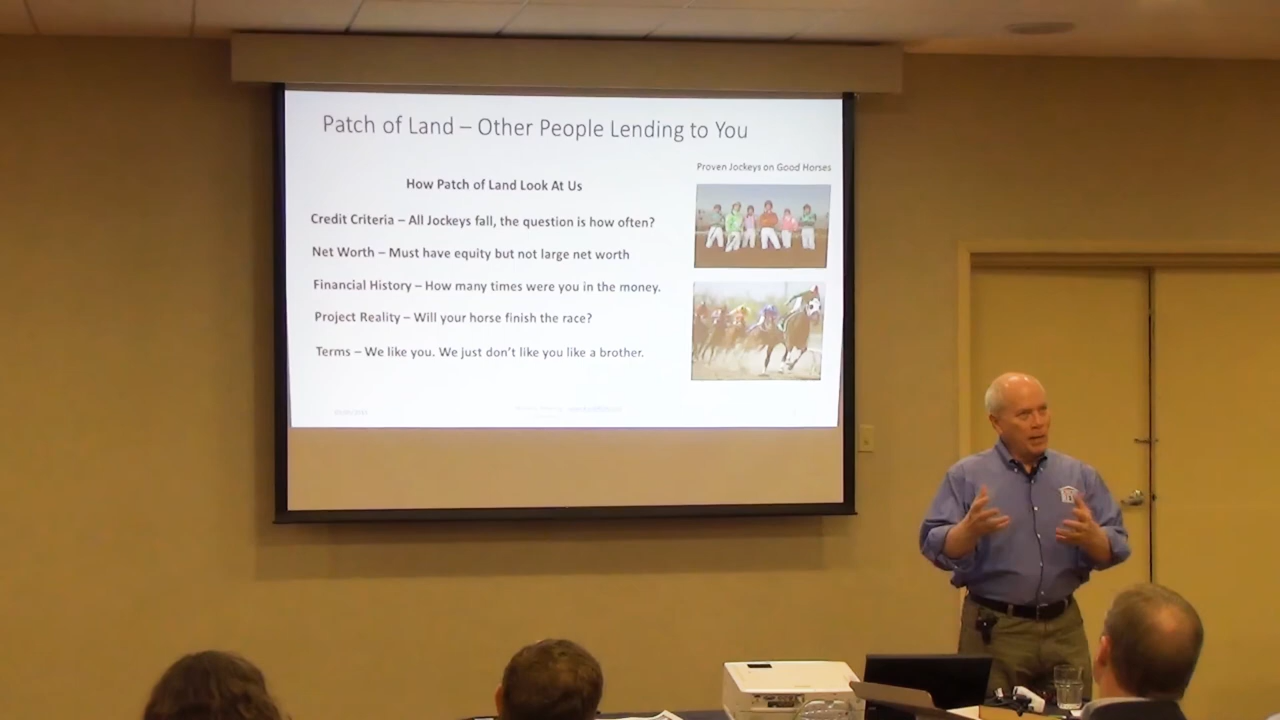 Patch of Land – Other People Lending to You
Proven Jockeys on Good Horses
How Patch of Land Look At Us
Credit Criteria – All Jockeys fall, the question is how often?
Net Worth – Must have equity but not large net worth
Financial History – How many times were you in the money.
Project Reality – Will your horse finish the race?
Terms – We like you. We just don't like you like a brother.